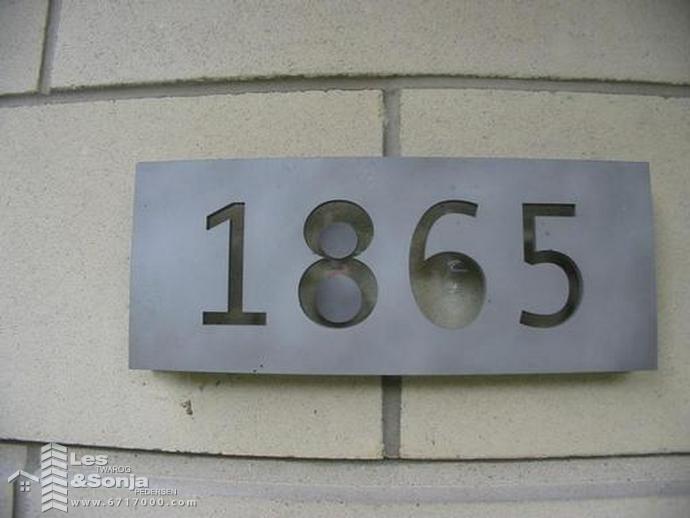 1865
Les
TWAROG
&Sonja
PEDERSEN
www.6717000.com